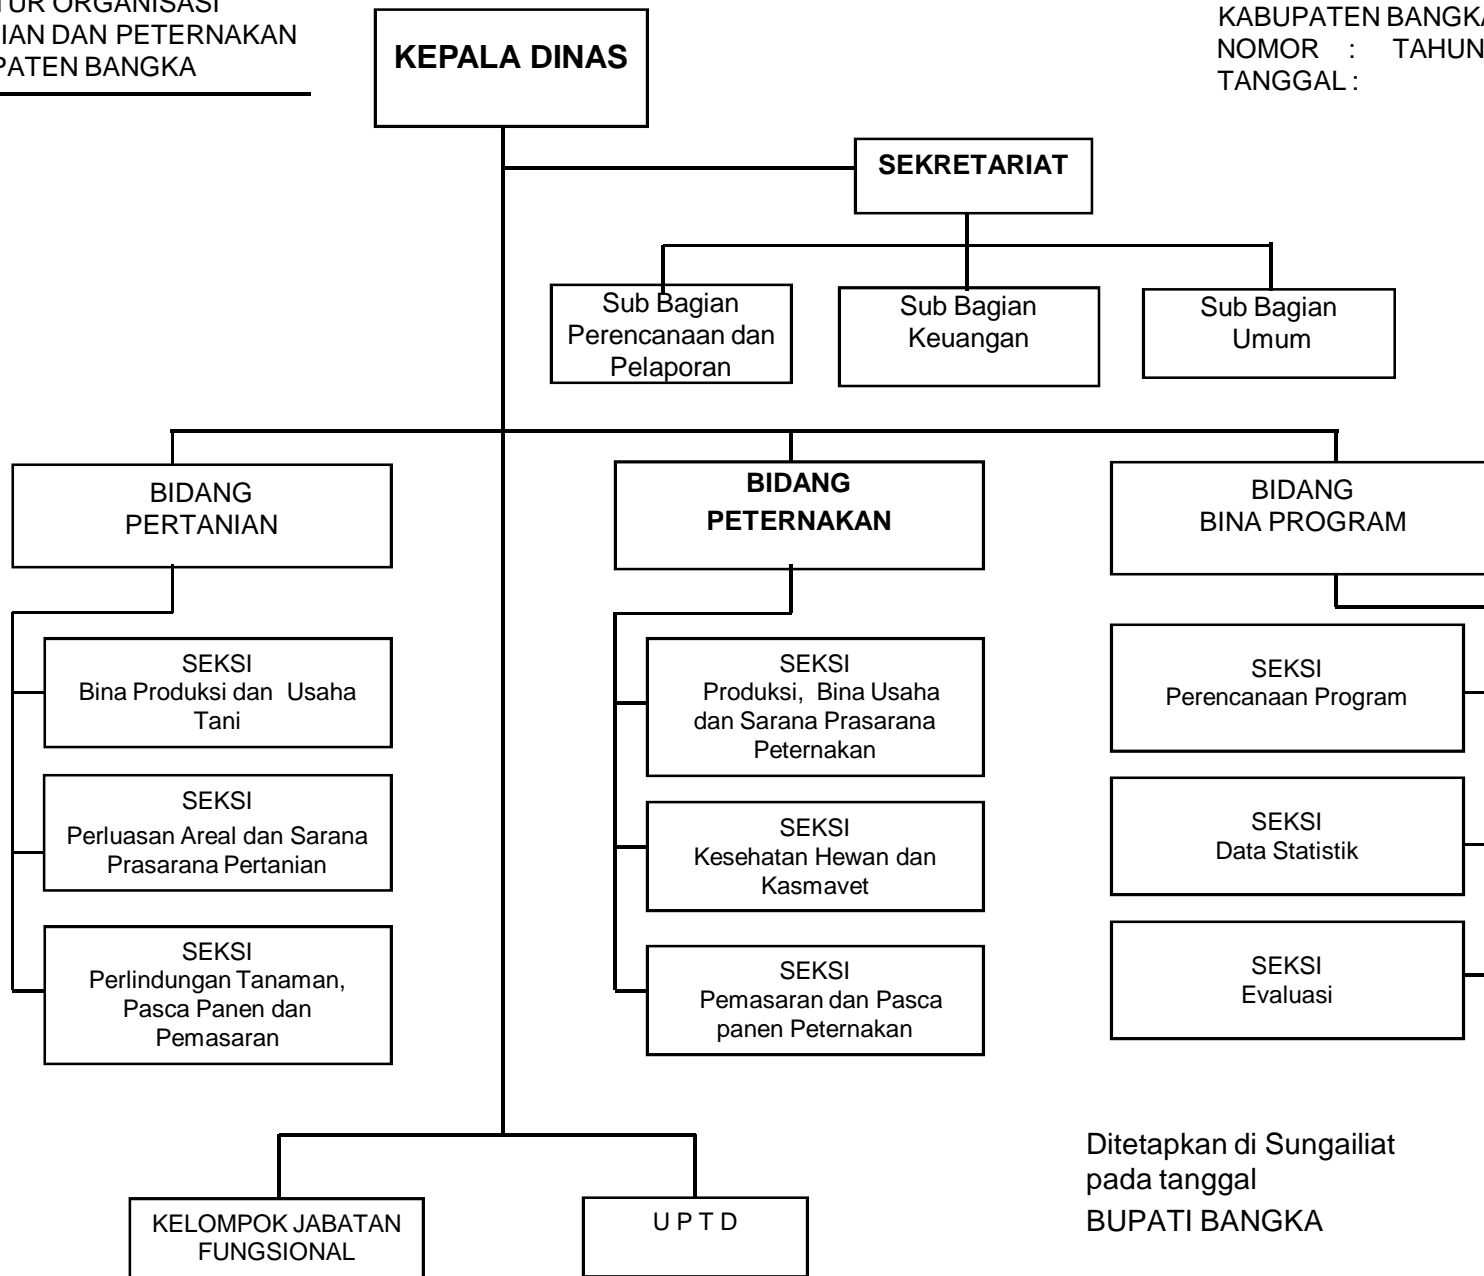 ORGANISASI
DAN PETERNAKAN
BANGKA
KABUPATEN BANGKA
NOMOR : TAHUN
TANGGAL :
KEPALA DINAS
SEKRETARIAT
Sub Bagian
Perencanaan dan
Pelaporan
Sub Bagian
Keuangan
Sub Bagian
Umum
BIDANG
PERTANIAN
BIDANG
PETERNAKAN
BIDANG
BINA PROGRAM
SEKSI
Bina Produksi dan Usaha
Tani
SEKSI
Perluasan Areal dan Sarana
Prasarana Pertanian
SEKSI
Perlindungan Tanaman,
Pasca Panen dan
Pemasaran
SEKSI
Produksi, Bina Usaha
dan Sarana Prasarana
Peternakan
SEKSI
Kesehatan Hewan dan
Kasmavet
SEKSI
Pemasaran dan Pasca
panen Peternakan
SEKSI
Perencanaan Program
SEKSI
Data Statistik
SEKSI
Evaluasi
KELOMPOK JABATAN
FUNGSIONAL
U P T D
Ditetapkan di Sungailiat
pada tanggal
BUPATI BANGKA